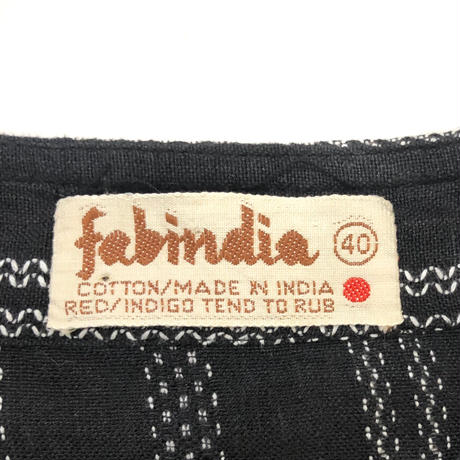 fabindia 40
COTTON/MADE IN INDIA
RED/INDIGO TEND TO RUB